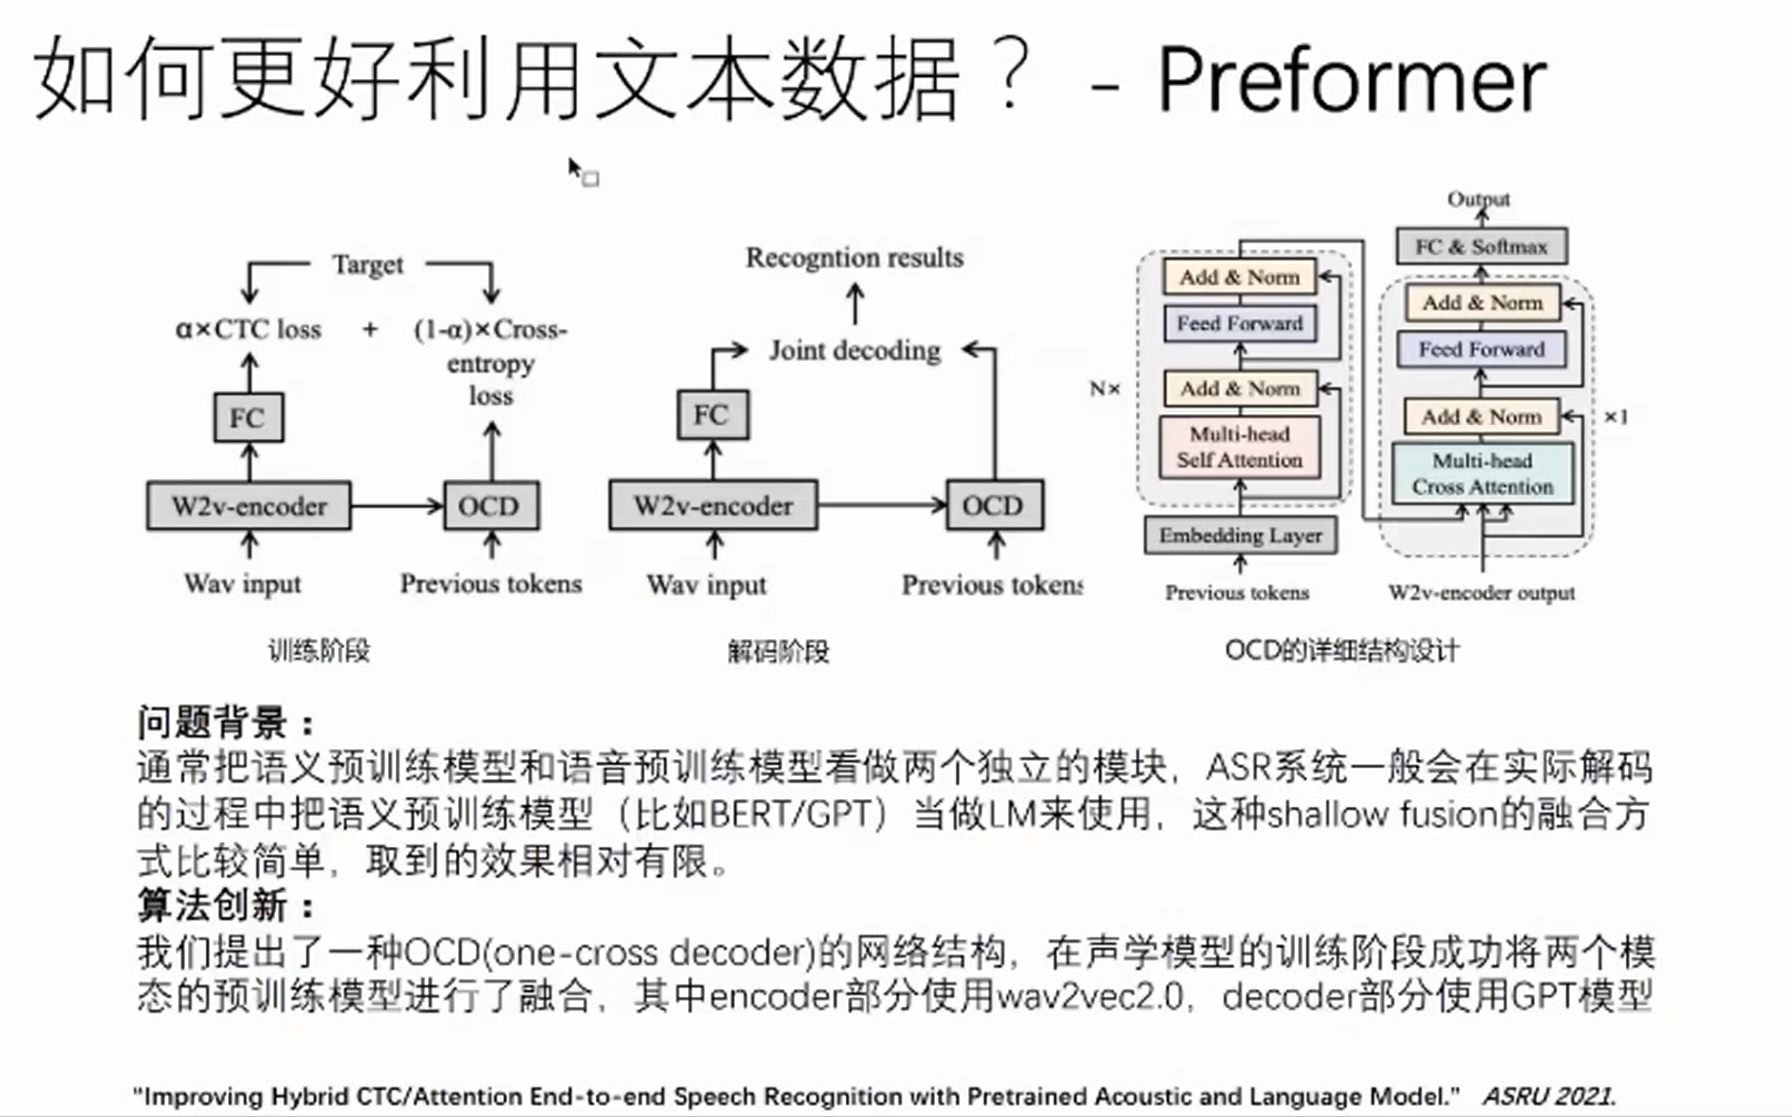 如何更好利用文本数据？ - Preformer
Target
α×CTC loss + (1-α)×Cross-
entropy
loss
FC
W2v-encoder
OCD
Wav input
Previous tokens
训练阶段
Recogntion results
Joint decoding
FC
W2v-encoder
OCD
Wav input
Previous tokens
解码阶段
Add & Norm
Feed Forward
N×
Add & Norm
Multi-head
Self Attention
Embedding Layer
Previous tokens
Output
FC & Softmax
Add & Norm
Feed Forward
Add & Norm
×1
Multi-head
Cross Attention
W2v-encoder output
OCD的详细结构设计
问题背景：
通常把语义预训练模型和语音预训练模型看做两个独立的模块，ASR系统一般会在实际解码
的过程中把语义预训练模型（比如BERT/GPT）当做LM来使用，这种shallow fusion的融合方
式比较简单，取到的效果相对有限。
算法创新：
我们提出了一种OCD(one-cross decoder)的网络结构，在声学模型的训练阶段成功将两个模
态的预训练模型进行了融合，其中encoder部分使用wav2vec2.0，decoder部分使用GPT模型
"Improving Hybrid CTC/Attention End-to-end Speech Recognition with Pretrained Acoustic and Language Model." ASRU 2021.